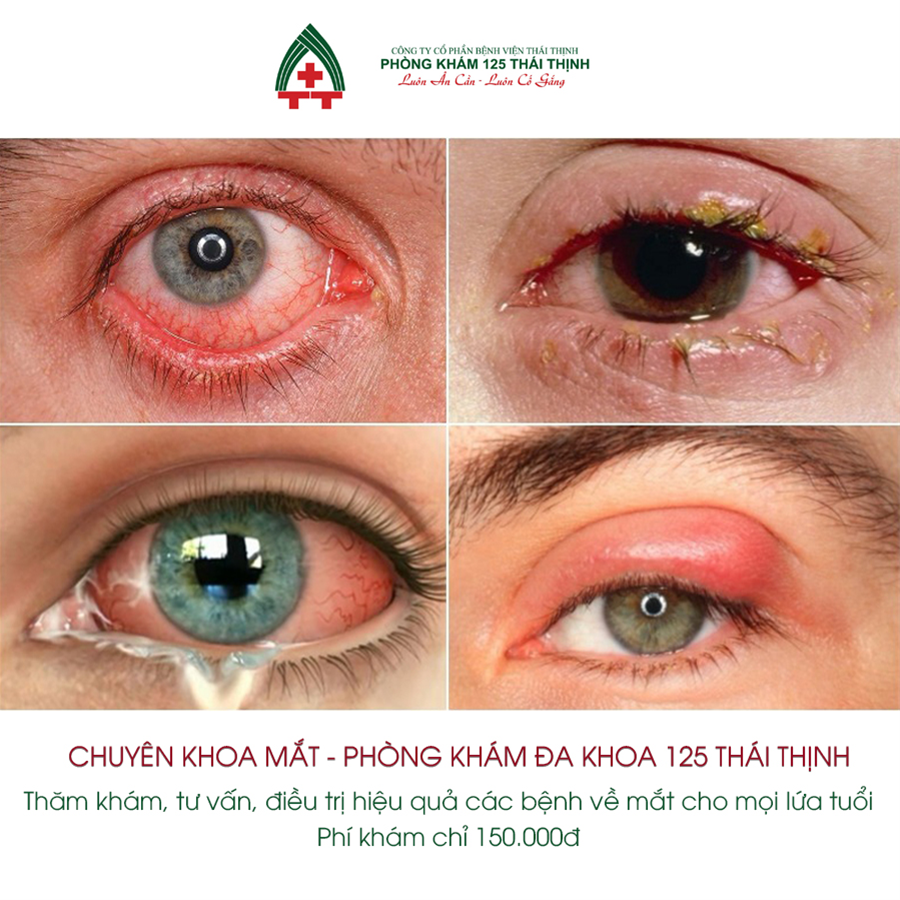 CÔNG TY CỔ PHẦN BỆNH VIỆN THÁI THỊNH
PHÒNG KHÁM 125 THÁI THỊNH
Luôn Ân Cần - Luôn Cố Gắng
CHUYÊN KHOA MẮT - PHÒNG KHÁM ĐA KHOA 125 THÁI THỊNH
Thăm khám, tư vấn, điều trị hiệu quả các bệnh về mắt cho mọi lứa tuổi
Phí khám chỉ 150.000đ